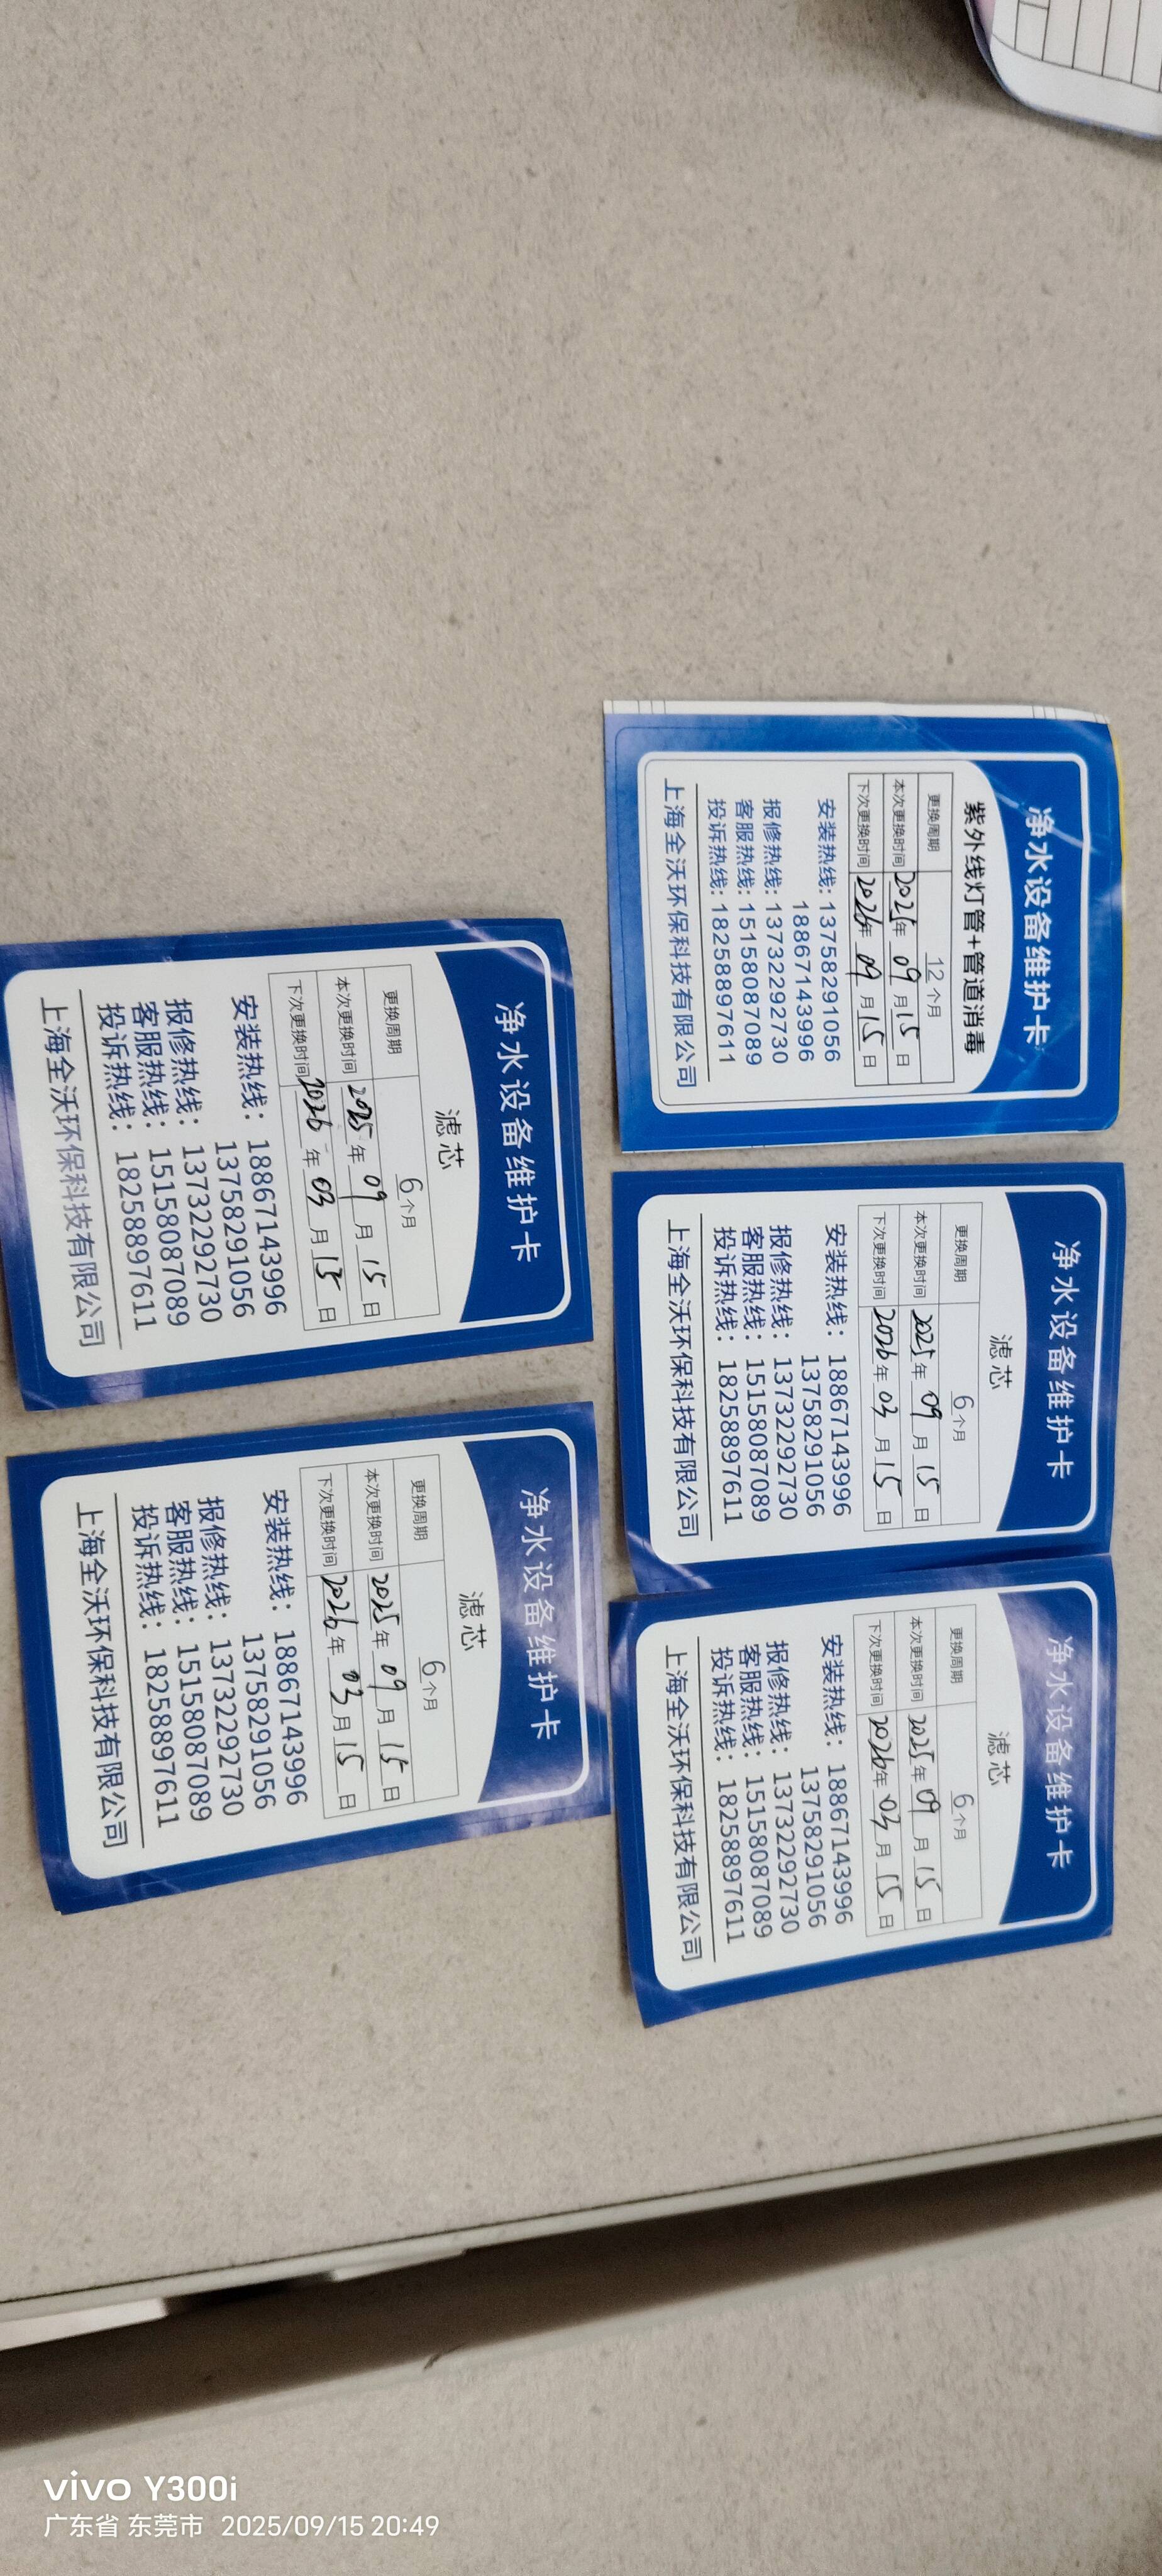 净水设备维护卡
紫外线灯管+管道消毒
更换周期 12个月
本次更换时间 2025年09月15日
下次更换时间 2026年09月15日
安装热线：13758291056
18867143996
报修热线：13732292730
客服热线：15158087089
投诉热线：18258897611
上海全沃环保科技有限公司
净水设备维护卡
滤芯
更换周期 6个月
本次更换时间 2025年09月15日
下次更换时间 2026年03月15日
安装热线：18867143996
13758291056
报修热线：13732292730
客服热线：15158087089
投诉热线：18258897611
上海全沃环保科技有限公司
净水设备维护卡
滤芯
更换周期 6个月
本次更换时间 2025年09月15日
下次更换时间 2026年03月15日
安装热线：18867143996
13758291056
报修热线：13732292730
客服热线：15158087089
投诉热线：18258897611
上海全沃环保科技有限公司
净水设备维护卡
滤芯
更换周期 6个月
本次更换时间 2025年09月15日
下次更换时间 2026年03月15日
安装热线：18867143996
13758291056
报修热线：13732292730
客服热线：15158087089
投诉热线：18258897611
上海全沃环保科技有限公司
净水设备维护卡
滤芯
更换周期 6个月
本次更换时间 2025年09月15日
下次更换时间 2026年03月15日
安装热线：18867143996
13758291056
报修热线：13732292730
客服热线：15158087089
投诉热线：18258897611
上海全沃环保科技有限公司
vivo Y300i
广东省 东莞市 2025/09/15 20:49